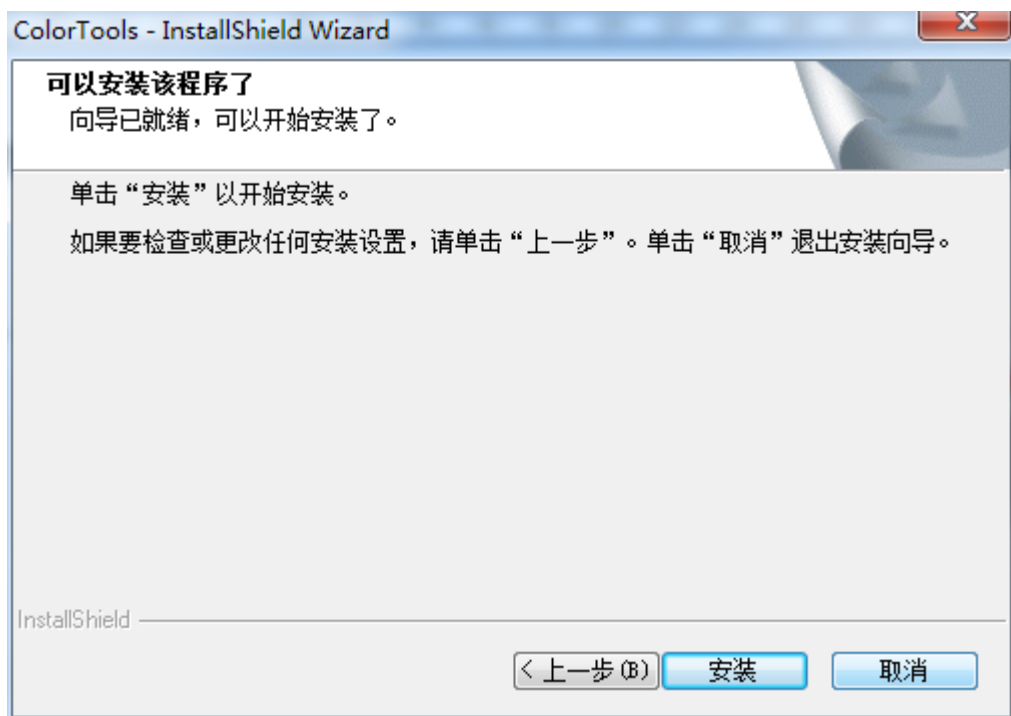 ColorTools - InstallShield Wizard
可以安装该程序了
向导已就绪，可以开始安装了。
单击“安装”以开始安装。
如果要检查或更改任何安装设置，请单击“上一步”。单击“取消”退出安装向导。
InstallShield
< 上一步(B) 安装 取消